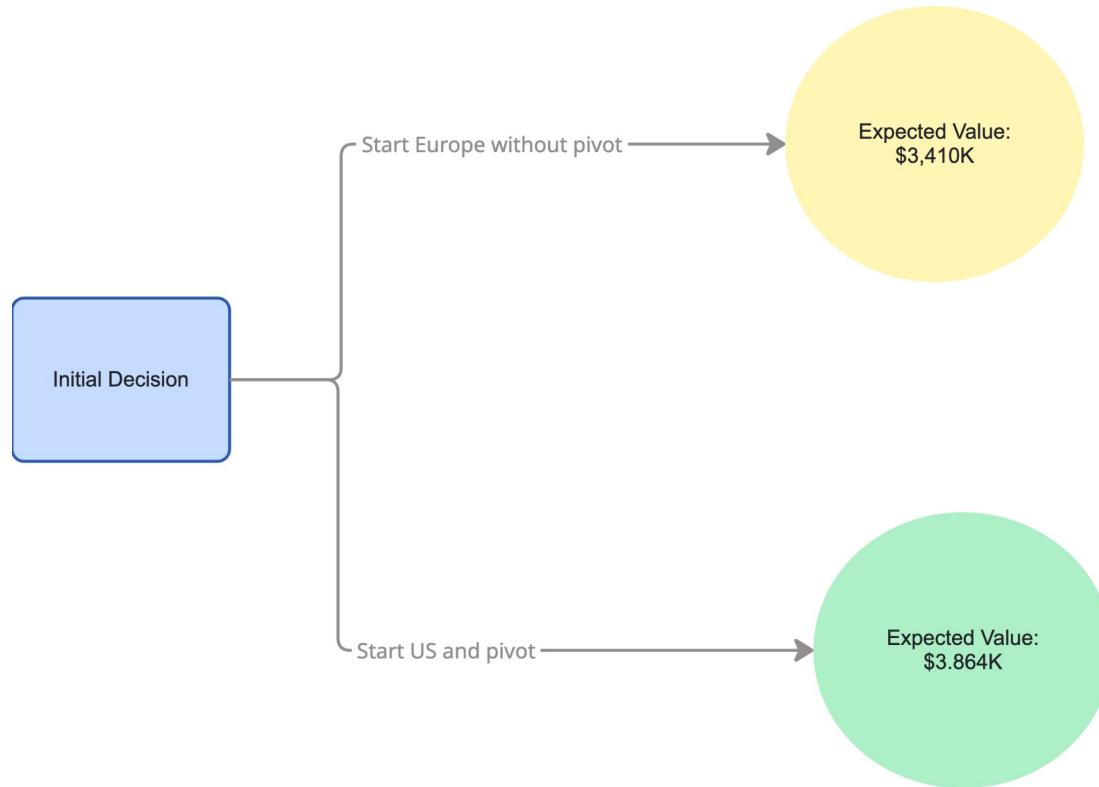 Start Europe without pivot
Expected Value:
$3,410K
Initial Decision
Start US and pivot
Expected Value:
$3.864K